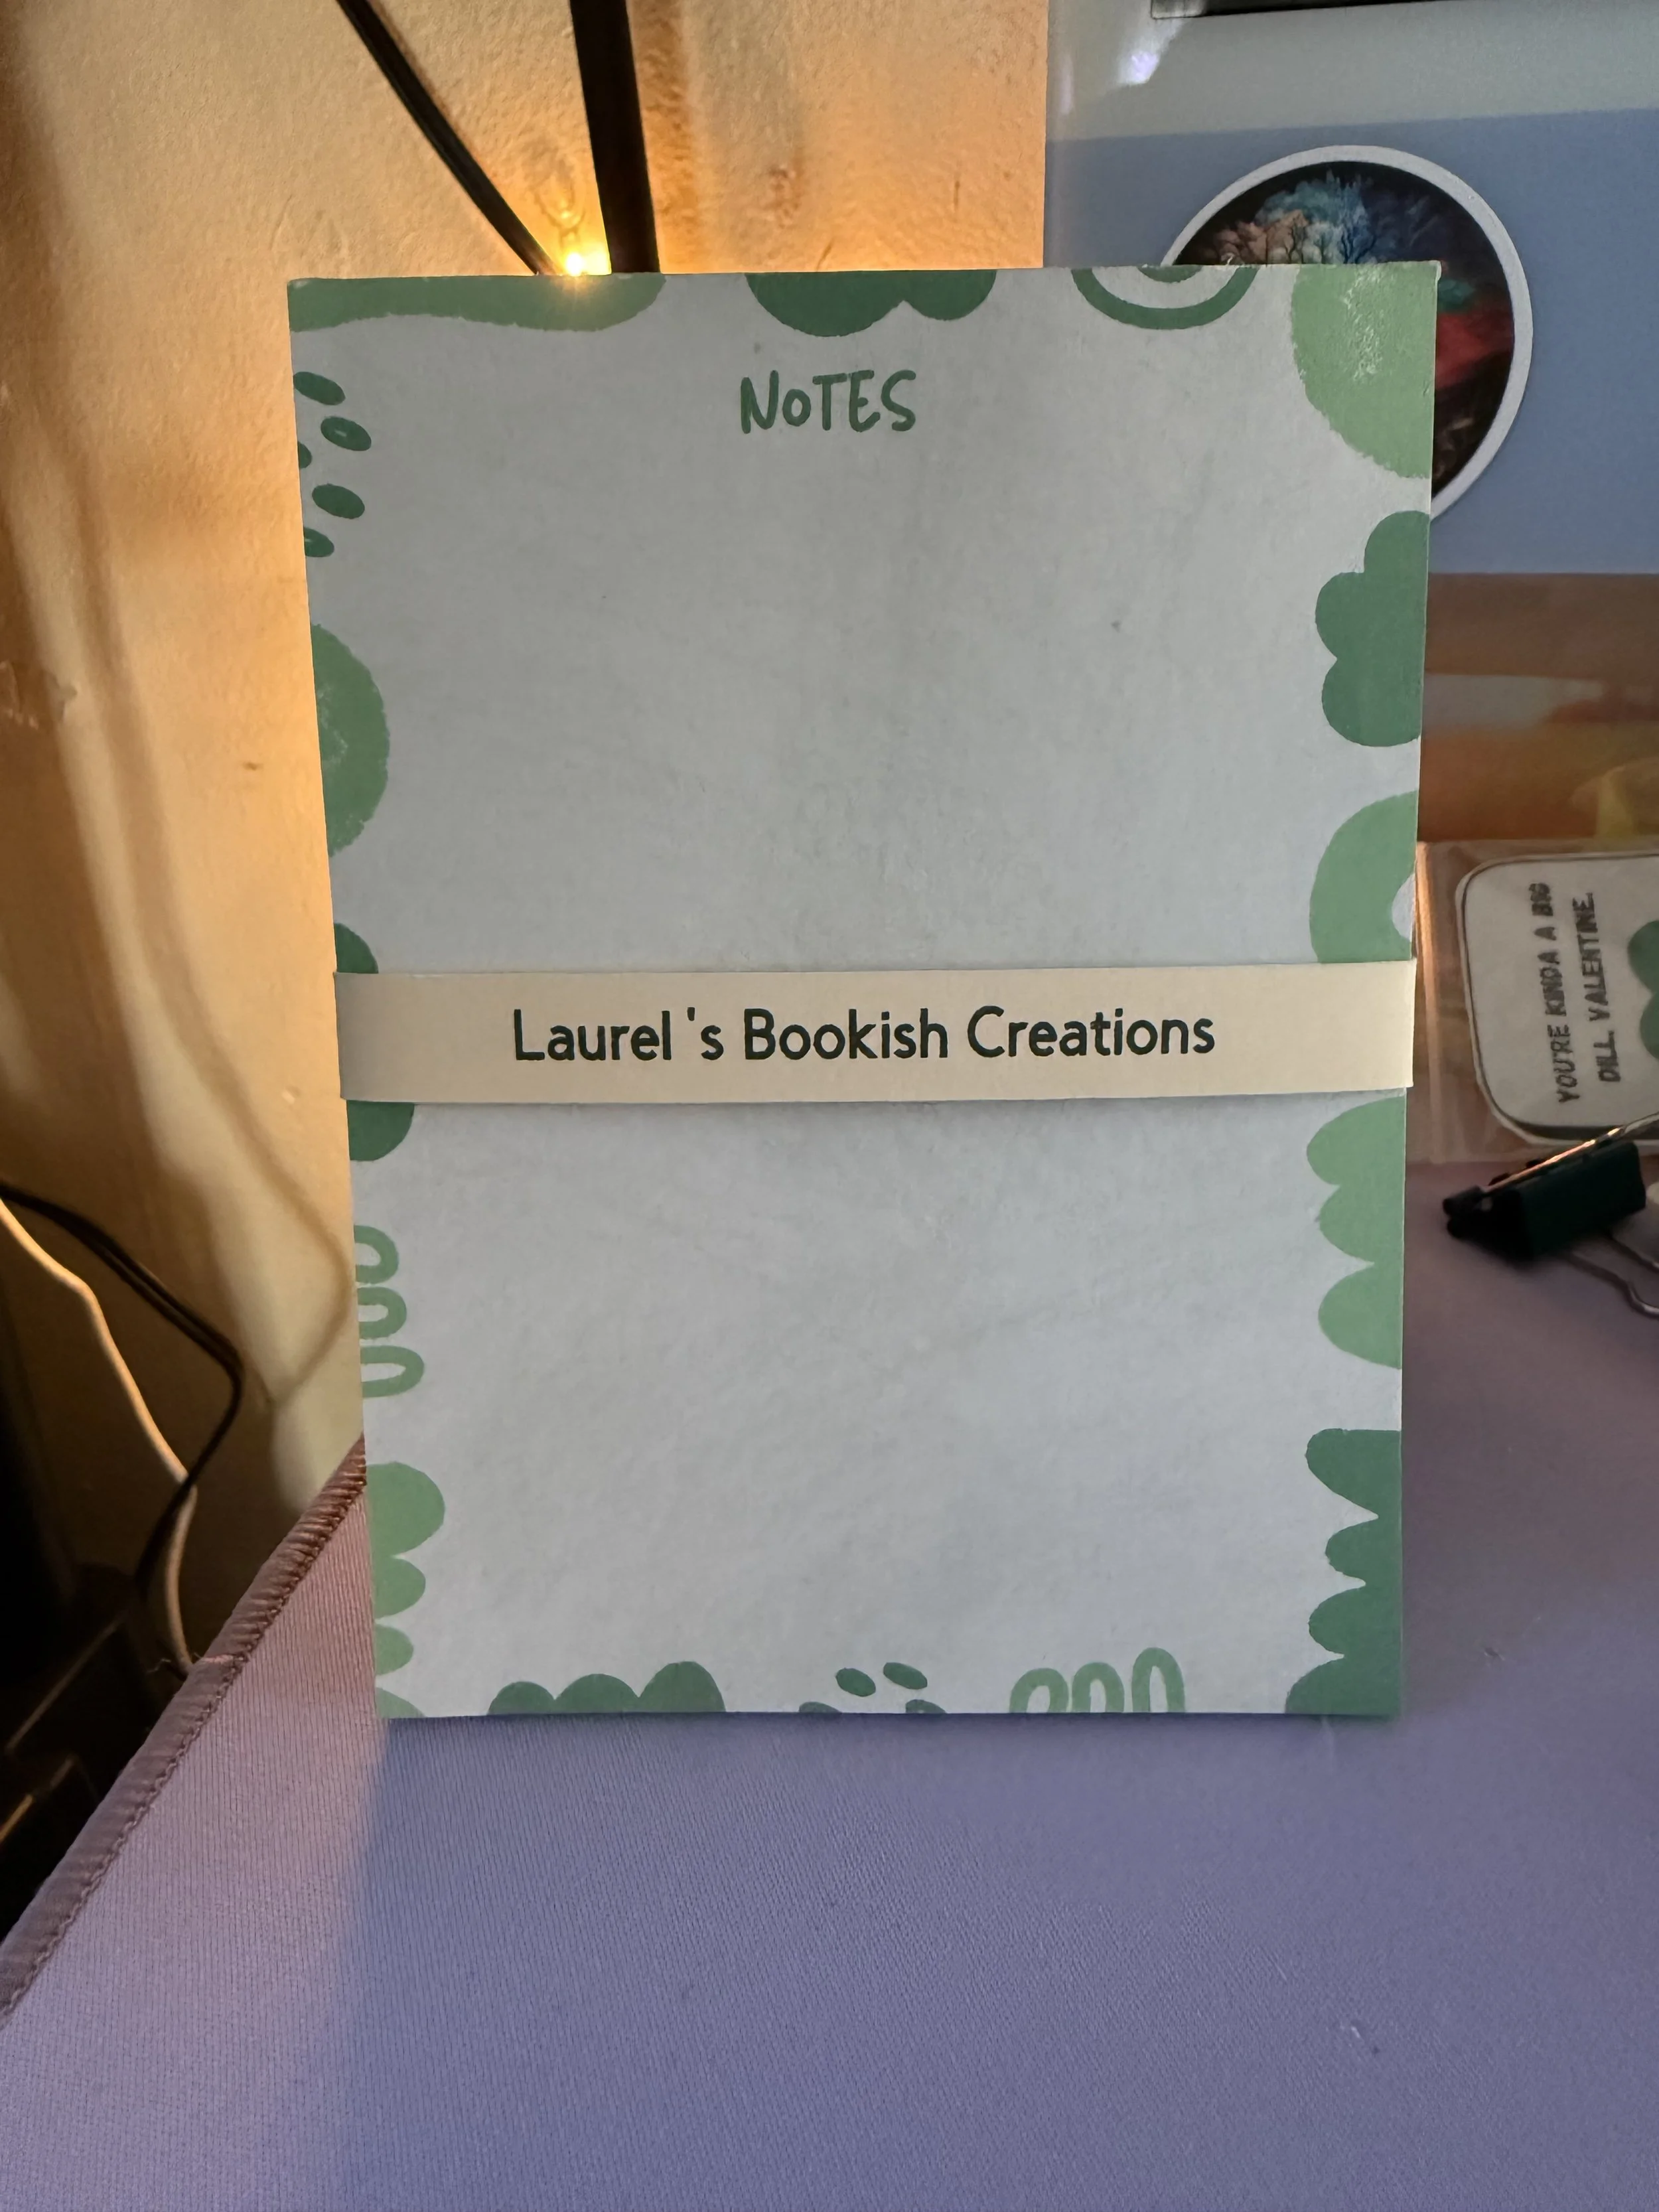 NOTES
Laurel 's Bookish Creations
YOU'RE KINDA A BIG
DILL, VALENTINE.